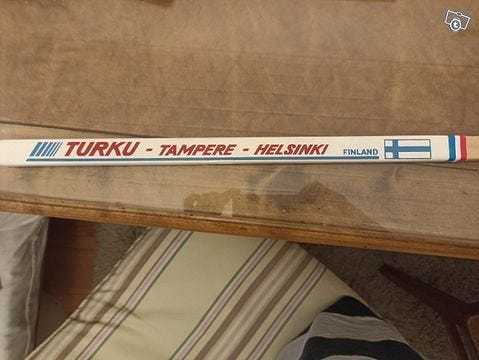 TURKU - TAMPERE - HELSINKI FINLAND